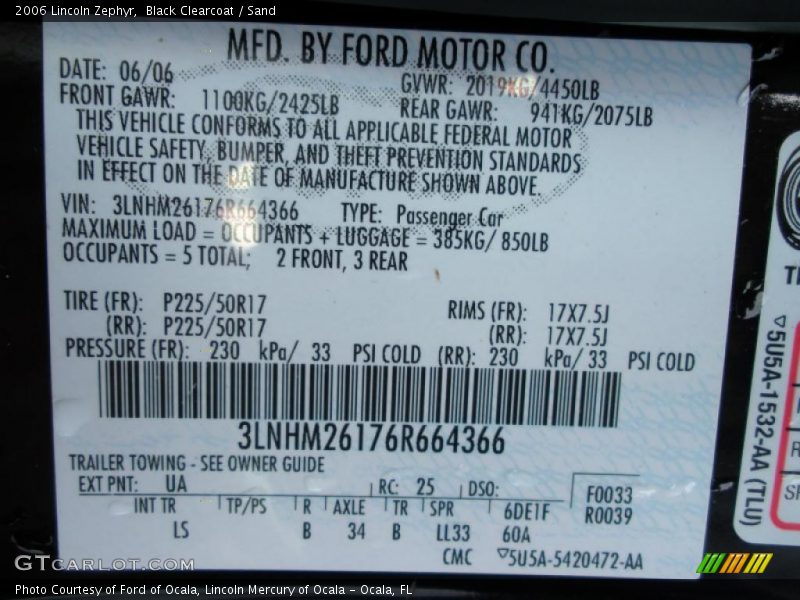 2006 Lincoln Zephyr,  Black Clearcoat / Sand
MFD. BY FORD MOTOR CO.
DATE: 06/06 GVWR: 2019KG/4450LB
FRONT GAWR: 1100KG/2425LB REAR GAWR: 941KG/2075LB
THIS VEHICLE CONFORMS TO ALL APPLICABLE FEDERAL MOTOR
VEHICLE SAFETY, BUMPER, AND THEFT PREVENTION STANDARDS
IN EFFECT ON THE DATE OF MANUFACTURE SHOWN ABOVE.
VIN: 3LNHM26176R664366 TYPE: Passenger Car
MAXIMUM LOAD = OCCUPANTS + LUGGAGE = 385KG/ 850LB
OCCUPANTS = 5 TOTAL; 2 FRONT, 3 REAR
TIRE (FR): P225/50R17 RIMS (FR): 17X7.5J
(RR): P225/50R17 (RR): 17X7.5J
PRESSURE (FR): 230 kPa/ 33 PSI COLD (RR): 230 kPa/ 33 PSI COLD
3LNHM26176R664366
TRAILER TOWING - SEE OWNER GUIDE
EXT PNT: UA RC: 25 DSO: F0033
INT TR TP/PS R AXLE TR SPR 6DE1F R0039
LS B 34 B LL33 60A
CMC ▽5U5A-5420472-AA
▽5U5A-1532-AA (TLU)
GTCARLOT.COM
Photo Courtesy of Ford of Ocala, Lincoln Mercury of Ocala – Ocala, FL